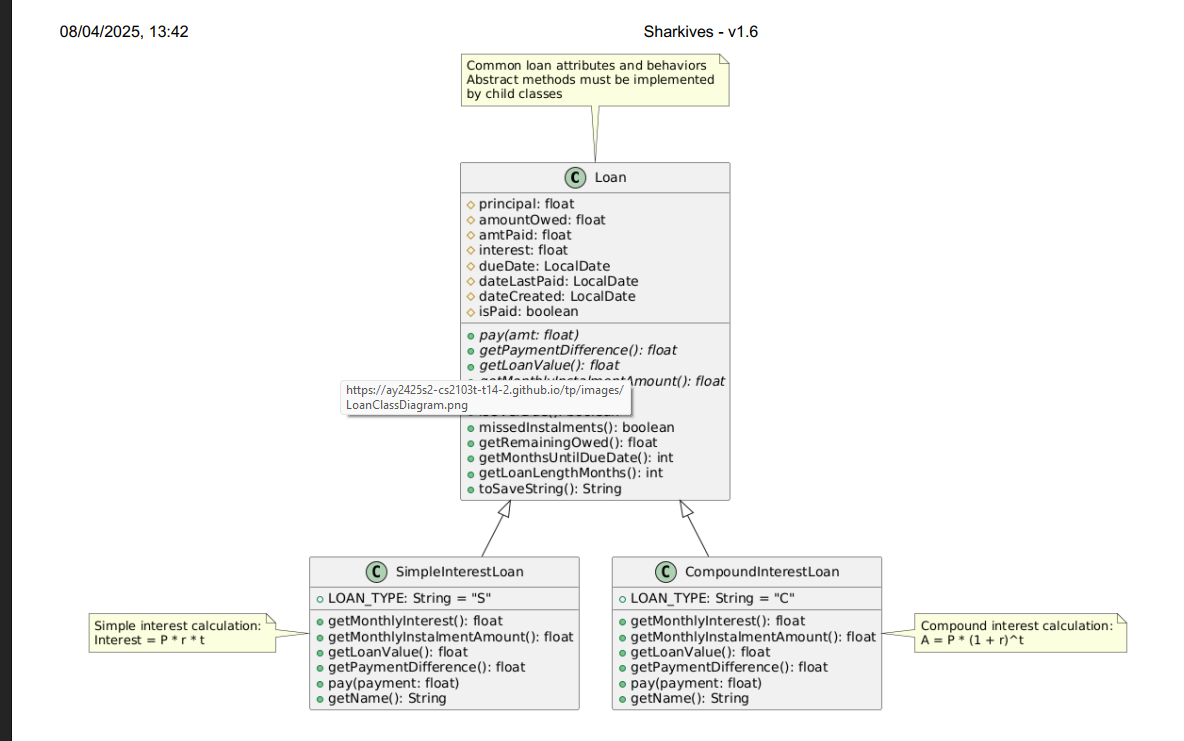 08/04/2025, 13:42
Sharkives - v1.6
Common loan attributes and behaviors
Abstract methods must be implemented
by child classes
C Loan
principal: float
amountOwed: float
amtPaid: float
interest: float
dueDate: LocalDate
dateLastPaid: LocalDate
dateCreated: LocalDate
isPaid: boolean
pay(amt: float)
getPaymentDifference(): float
getLoanValue(): float
getMonthlyInstalmentAmount(): float
https://ay2425s2-cs2103t-t14-2.github.io/tp/images/
LoanClassDiagram.png
missedInstalments(): boolean
getRemainingOwed(): float
getMonthsUntilDueDate(): int
getLoanLengthMonths(): int
toSaveString(): String
C SimpleInterestLoan
LOAN_TYPE: String = "S"
getMonthlyInterest(): float
getMonthlyInstalmentAmount(): float
getLoanValue(): float
getPaymentDifference(): float
pay(payment: float)
getName(): String
Simple interest calculation:
Interest = P * r * t
C CompoundInterestLoan
LOAN_TYPE: String = "C"
getMonthlyInterest(): float
getMonthlyInstalmentAmount(): float
getLoanValue(): float
getPaymentDifference(): float
pay(payment: float)
getName(): String
Compound interest calculation:
A = P * (1 + r)^t